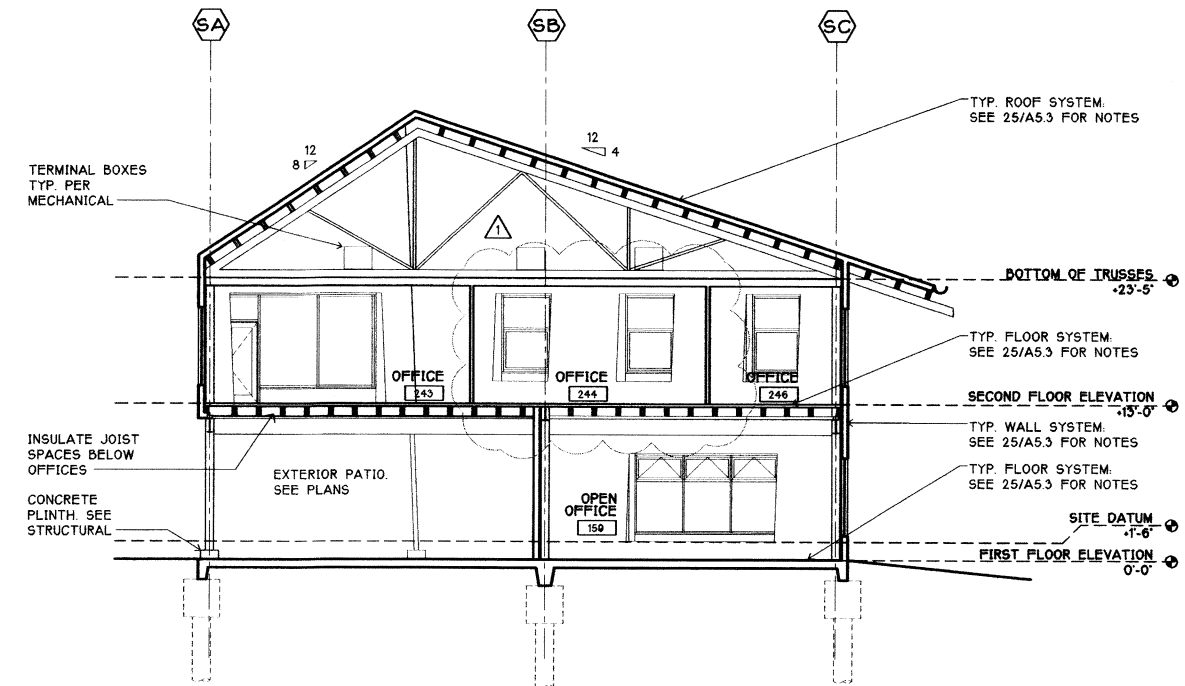 SA
SB
SC
TYP. ROOF SYSTEM:
SEE 25/A5.3 FOR NOTES
12
8
12
4
TERMINAL BOXES
TYP. PER
MECHANICAL
1
BOTTOM OF TRUSSES
+23'-5"
TYP. FLOOR SYSTEM:
SEE 25/A5.3 FOR NOTES
OFFICE
243
OFFICE
244
OFFICE
246
SECOND FLOOR ELEVATION
+13'-0"
TYP. WALL SYSTEM:
SEE 25/A5.3 FOR NOTES
INSULATE JOIST
SPACES BELOW
OFFICES
EXTERIOR PATIO.
SEE PLANS
TYP. FLOOR SYSTEM:
SEE 25/A5.3 FOR NOTES
CONCRETE
PLINTH. SEE
STRUCTURAL
OPEN
OFFICE
150
SITE DATUM
+1'-6"
FIRST FLOOR ELEVATION
0'-0"